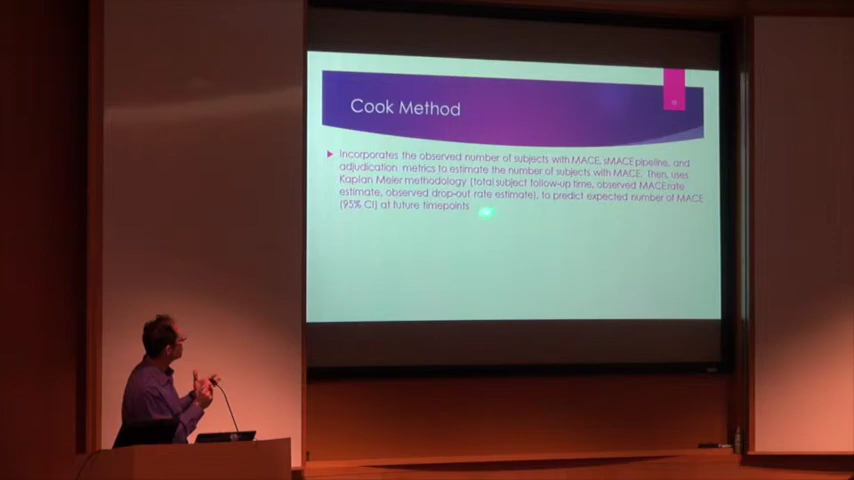 Cook Method
Incorporates the observed number of subjects with MACE, sMACE pipeline, and
adjudication metrics to estimate the number of subjects with MACE. Then, uses
Kaplan Meier methodology (total subject follow-up time, observed MACE rate
estimate, observed drop-out rate estimate), to predict expected number of MACE
(95% CI) at future timepoints